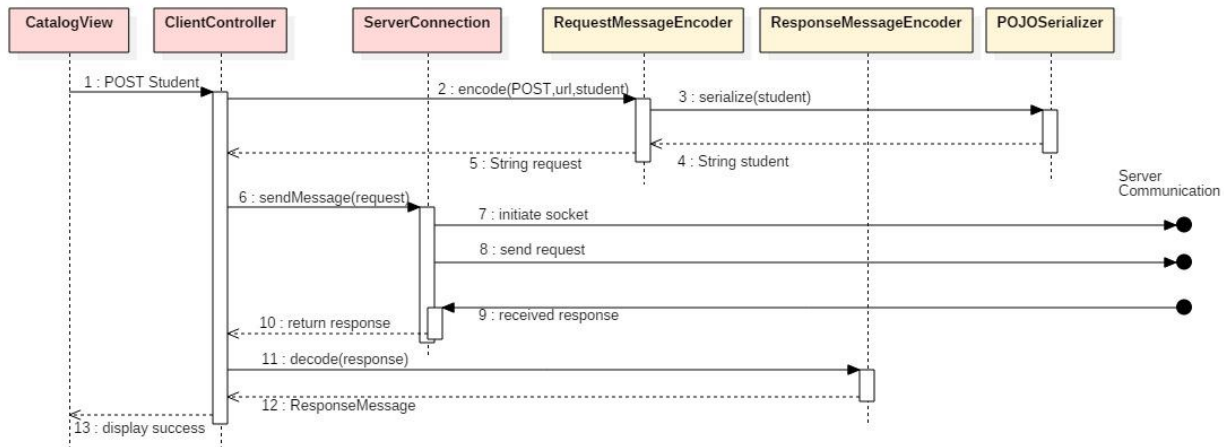 CatalogView
ClientController
ServerConnection
RequestMessageEncoder
ResponseMessageEncoder
POJOSerializer
1 : POST Student
2 : encode(POST,url,student)
3 : serialize(student)
4 : String student
5 : String request
Server
Communication
6 : sendMessage(request)
7 : initiate socket
8 : send request
9 : received response
10 : return response
11 : decode(response)
12 : ResponseMessage
13 : display success